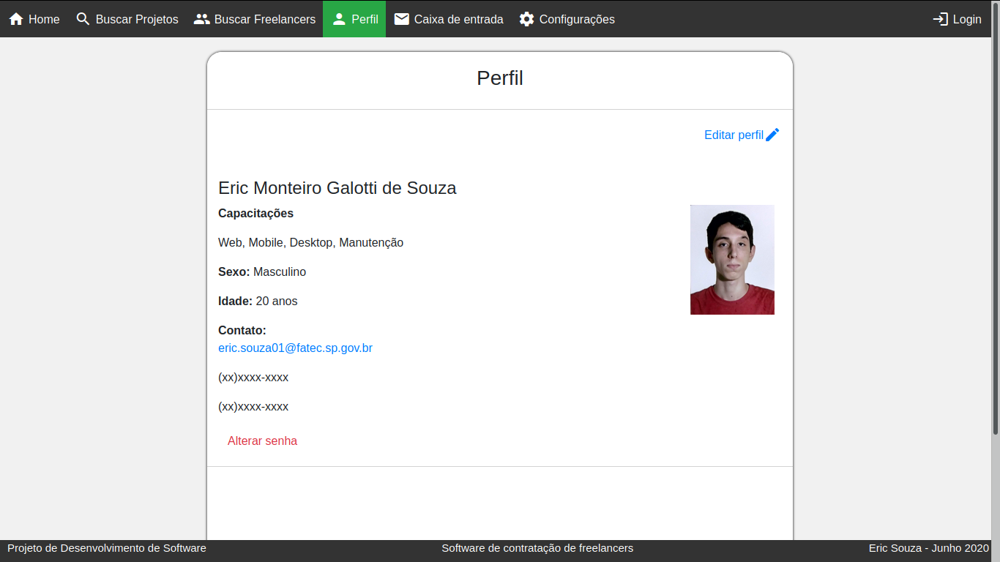 Home Buscar Projetos Buscar Freelancers Perfil Caixa de entrada Configurações Login
Perfil
Editar perfil
Eric Monteiro Galotti de Souza
Capacitações
Web, Mobile, Desktop, Manutenção
Sexo: Masculino
Idade: 20 anos
Contato:
eric.souza01@fatec.sp.gov.br
(xx)xxxx-xxxx
(xx)xxxx-xxxx
Alterar senha
Projeto de Desenvolvimento de Software Software de contratação de freelancers Eric Souza - Junho 2020